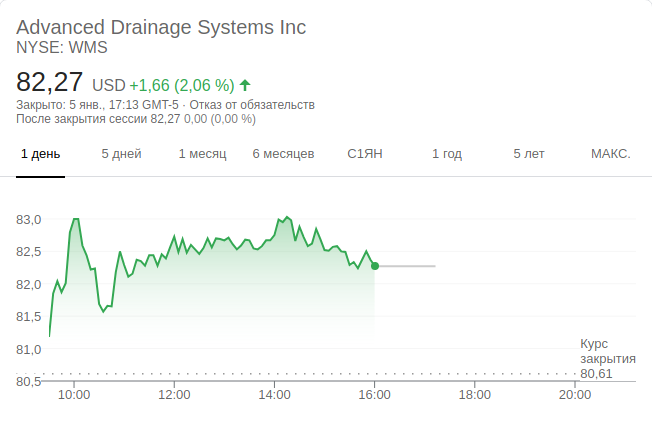 Advanced Drainage Systems Inc
NYSE: WMS
82,27 USD +1,66 (2,06 %)
Закрыто: 5 янв., 17:13 GMT-5 · Отказ от обязательств
После закрытия сессии 82,27 0,00 (0,00 %)
1 день 5 дней 1 месяц 6 месяцев С1ЯН 1 год 5 лет МАКС.
83,0
82,5
82,0
81,5
81,0
Курс
закрытия
80,61
80,5
10:00 12:00 14:00 16:00 18:00 20:00